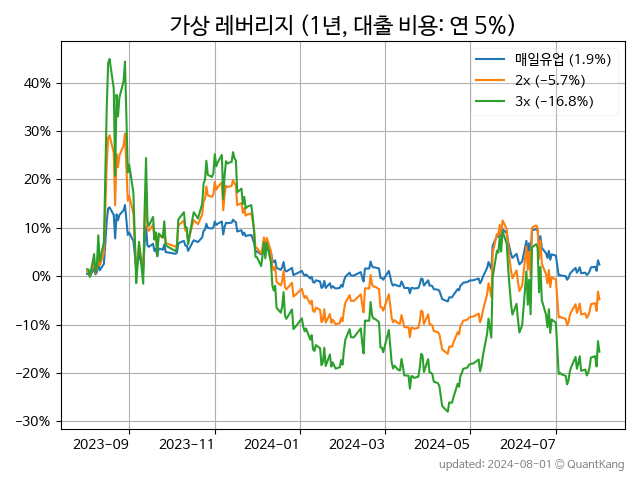 가상 레버리지 (1년, 대출 비용: 연 5%)
매일유업 (1.9%)
2x (−5.7%)
3x (−16.8%)
40%
30%
20%
10%
0%
−10%
−20%
−30%
2023-09
2023-11
2024-01
2024-03
2024-05
2024-07
updated: 2024-08-01 © QuantKang